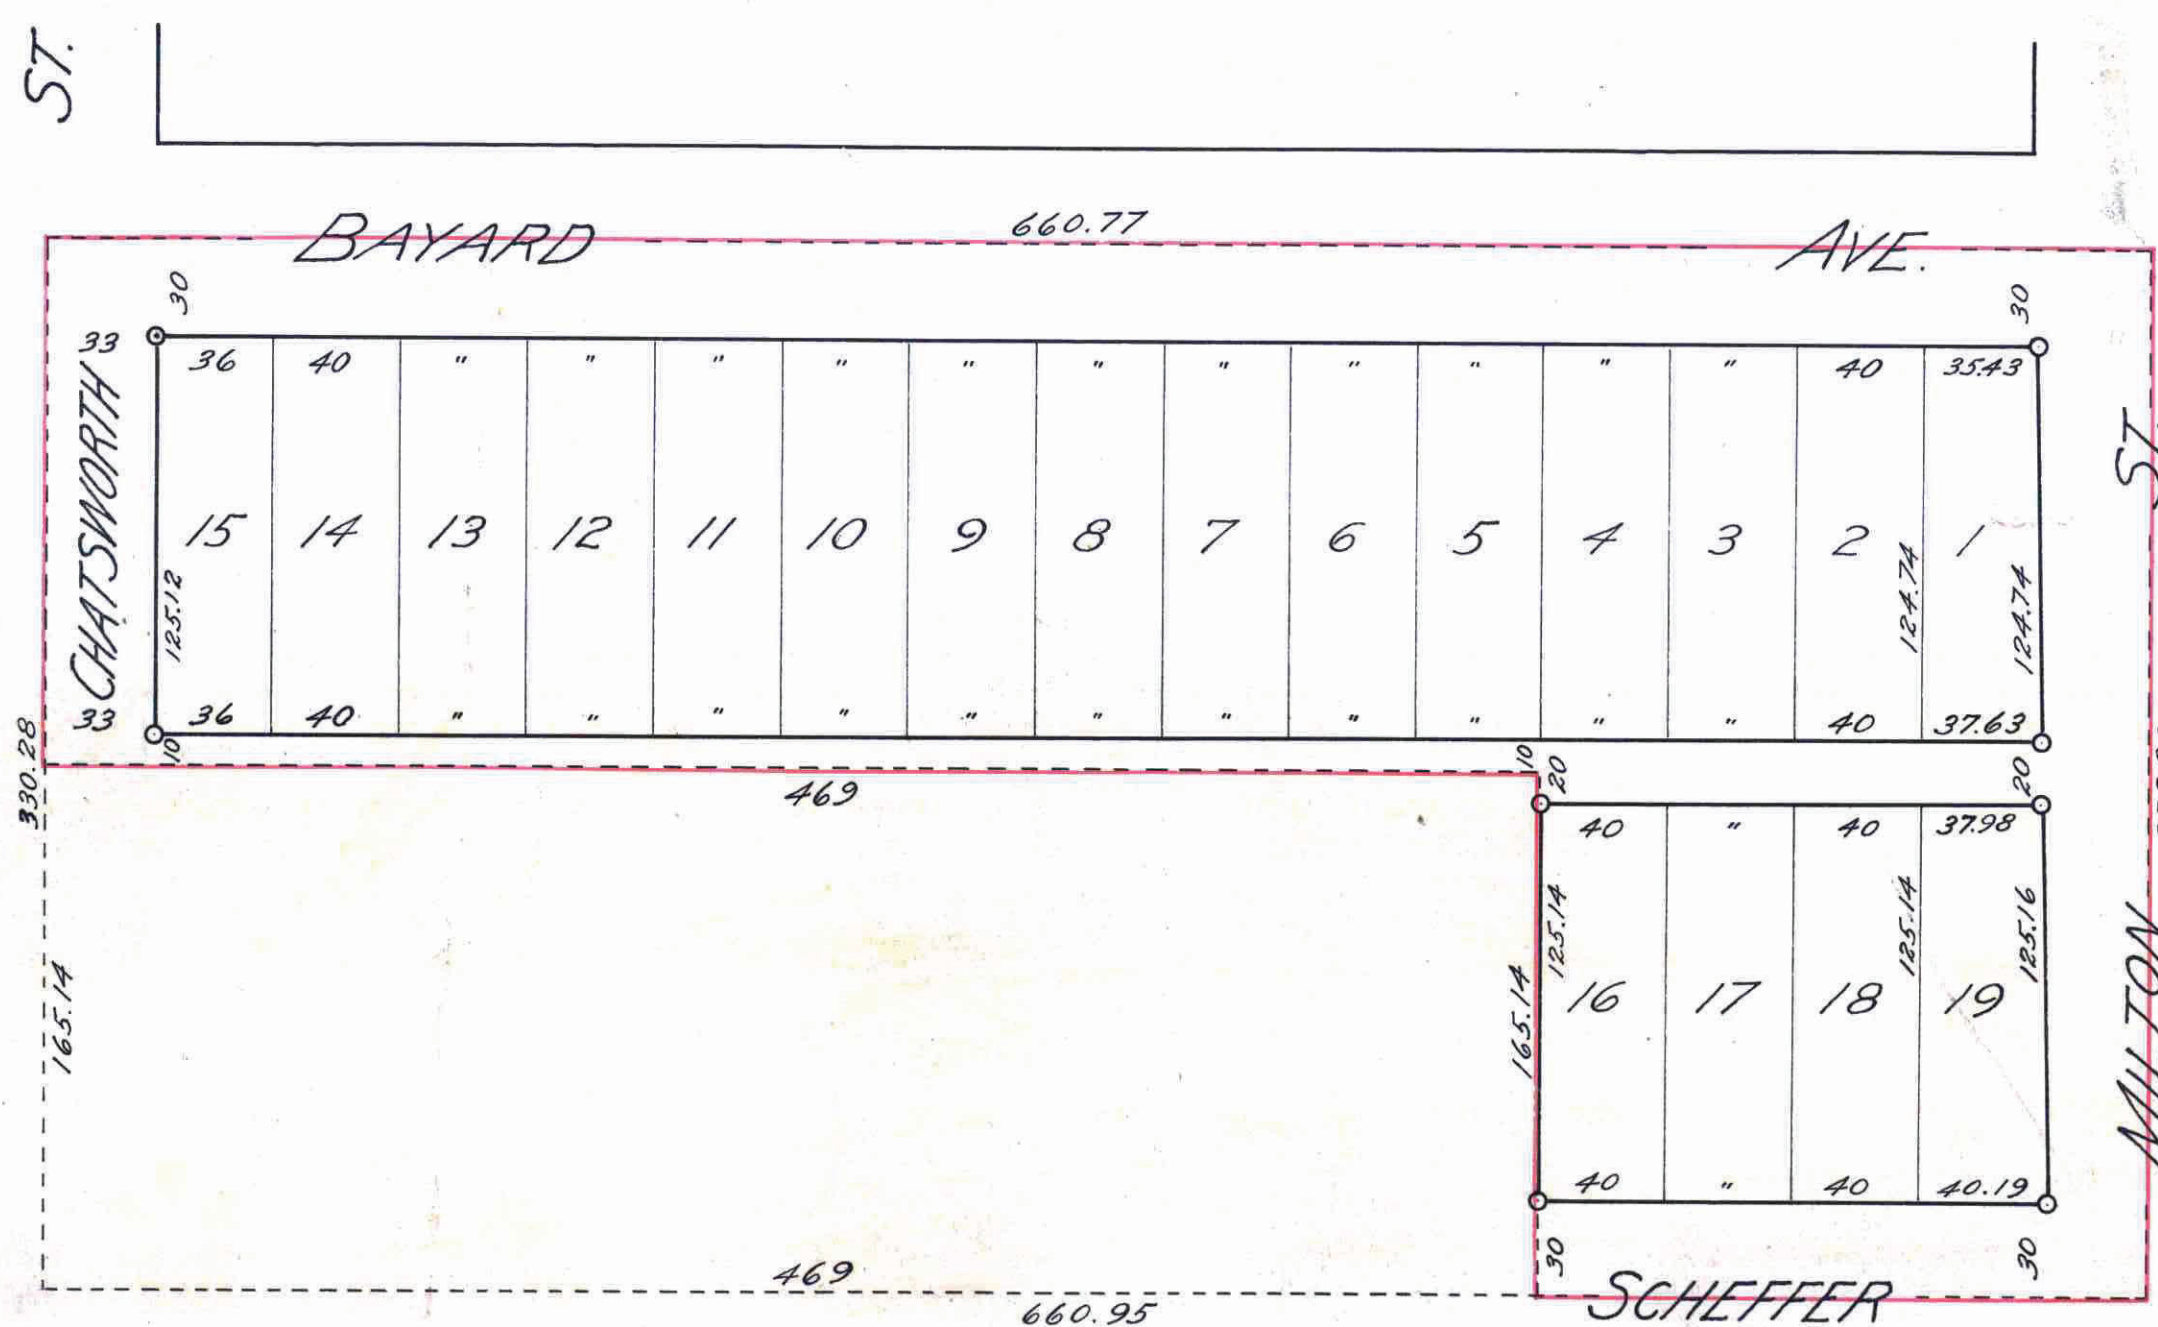 ST.
BAYARD 660.77 AVE.
30 30
33 CHATSWORTH ST.
36 40 " " " " " " " " " " " 40 35.43
15 14 13 12 11 10 9 8 7 6 5 4 3 2 1
125.12 124.74 124.74
33 36 40 " " " " " " " " " " " 40 37.63
10 10
330.28 469 20 20
40 " 40 37.98
125.14 125.14 125.16
165.14 165.14
16 17 18 19
MILTON
40 " 40 40.19
469 30 30
660.95 SCHEFFER